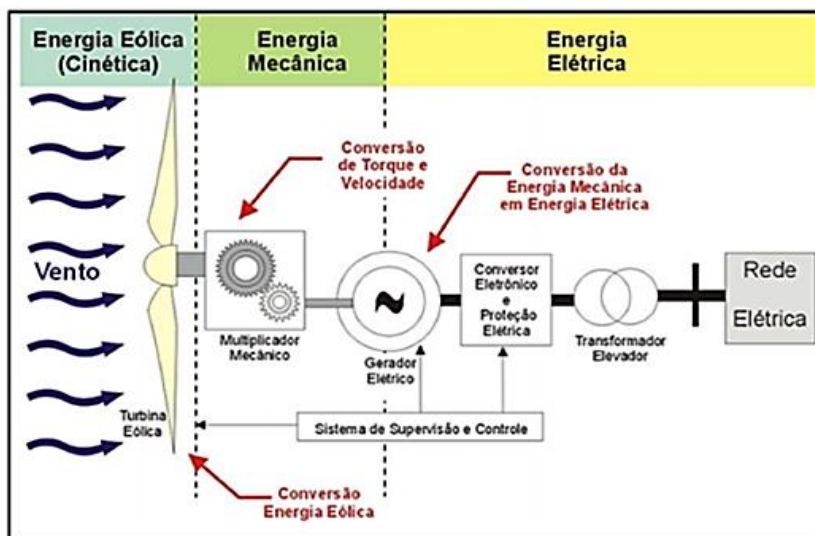 Energia Eólica
(Cinética)
Energia
Mecânica
Energia
Elétrica
Conversão
de Torque e
Velocidade
Conversão da
Energia Mecânica
em Energia Elétrica
Vento
Multiplicador
Mecânico
Gerador
Elétrico
Conversor
Eletrônico
e
Proteção
Elétrica
Transformador
Elevador
Rede
Elétrica
Turbina
Eólica
Sistema de Supervisão e Controle
Conversão
Energia Eólica